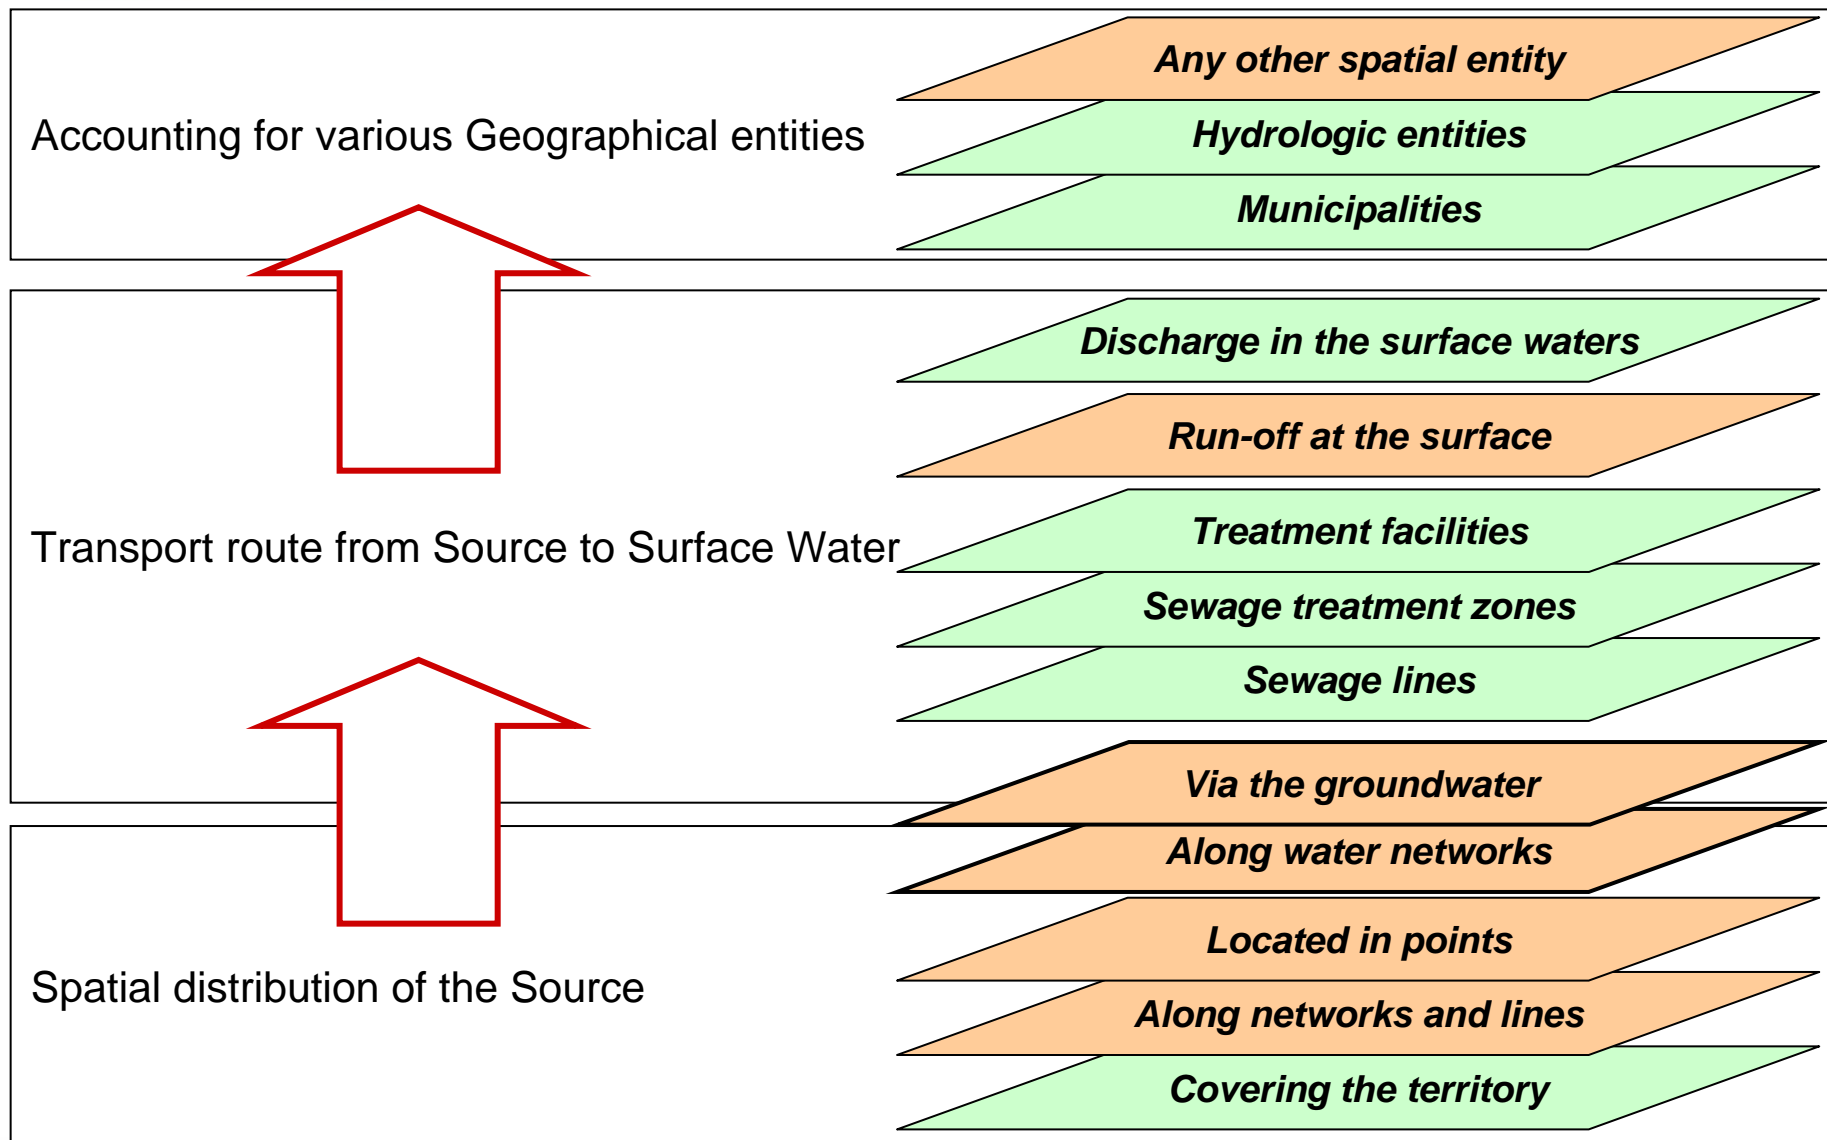 Accounting for various Geographical entities
Any other spatial entity
Hydrologic entities
Municipalities
Transport route from Source to Surface Water
Discharge in the surface waters
Run-off at the surface
Treatment facilities
Sewage treatment zones
Sewage lines
Via the groundwater
Spatial distribution of the Source
Along water networks
Located in points
Along networks and lines
Covering the territory